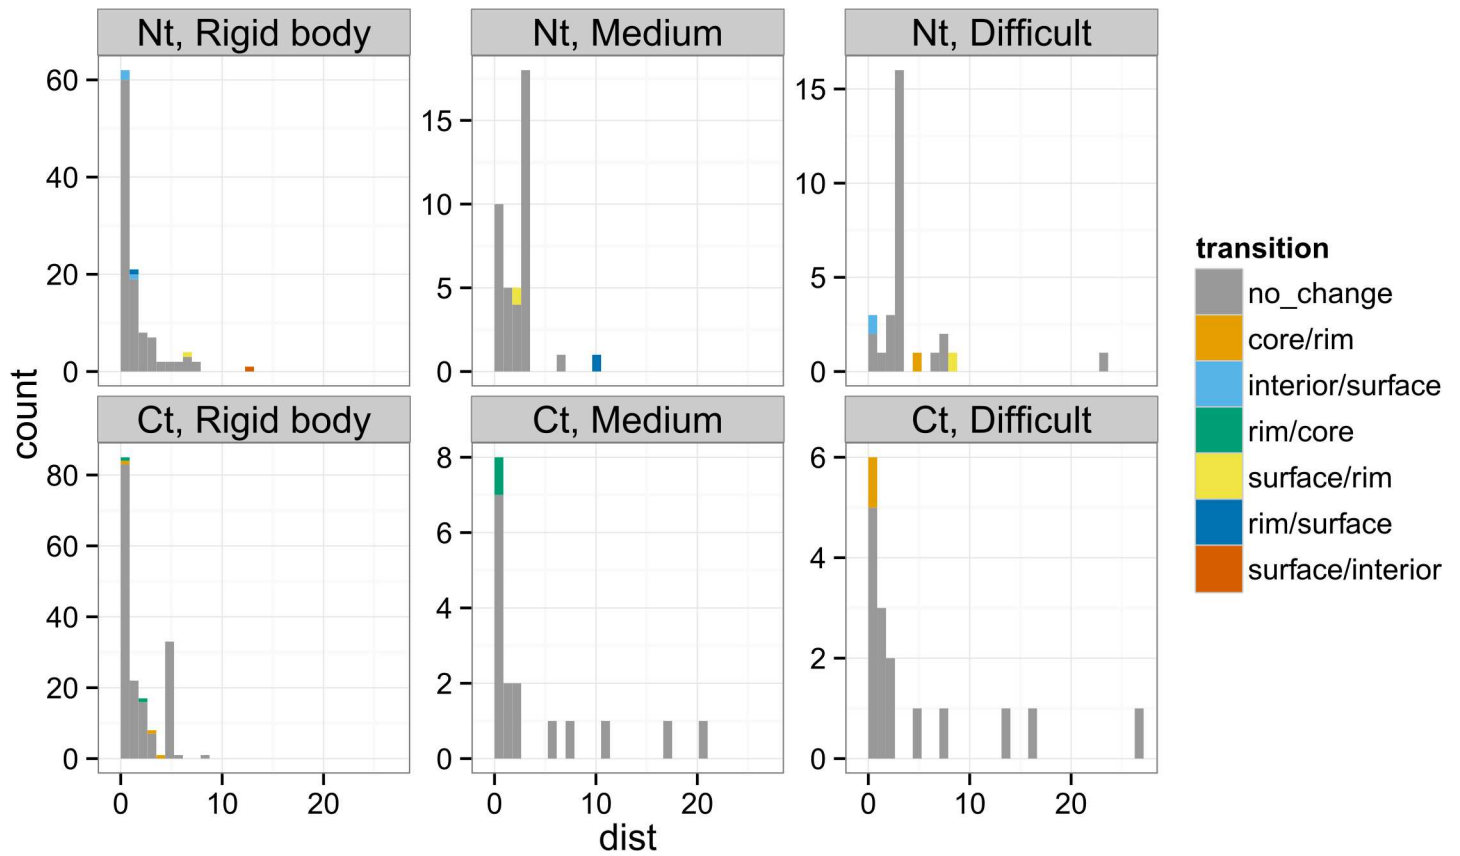 Nt, Rigid body
Nt, Medium
Nt, Difficult
60
40
20
0
15
10
5
0
15
10
5
0
count
Ct, Rigid body
Ct, Medium
Ct, Difficult
80
60
40
20
0
8
6
4
2
0
6
4
2
0
0 10 20
0 10 20
0 10 20
dist
transition
no_change
core/rim
interior/surface
rim/core
surface/rim
rim/surface
surface/interior